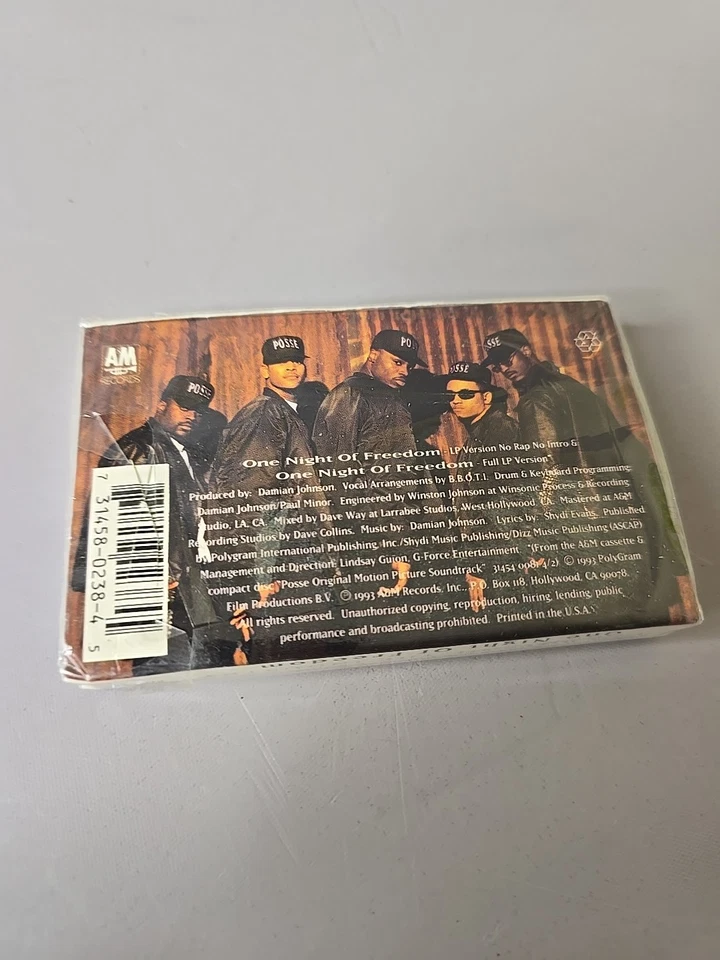 A&M
RECORDS
POSSE
POSSE
PO
POSSE
SSE
One Night Of Freedom - LP Version No Rap No Intro &
One Night Of Freedom - Full LP Version*
Produced by: Damian Johnson. Vocal Arrangements by B.B.O.T.I. Drum & Keyboard Programming:
Damian Johnson/Paul Minor. Engineered by Winston Johnson at Winsonic Process & Recording
Audio, LA, CA. Mixed by Dave Way at Larrabee Studios, West Hollywood, CA. Mastered at A&M
Recording Studios by Dave Collins. Music by: Damian Johnson. Lyrics by: Shydi Evans. Published
by Polygram International Publishing, Inc./Shydi Music Publishing/Dizz Music Publishing (ASCAP)
Management and Direction: Lindsay Guion, G-Force Entertainment. *(From the A&M cassette &
compact disc "Posse Original Motion Picture Soundtrack" 31454 4/2) © 1993 PolyGram
Film Productions B.V. ℗ 1993 A&M Records, Inc., P.O. Box 118, Hollywood, CA 90078.
All rights reserved. Unauthorized copying, reproduction, hiring, lending, public
performance and broadcasting prohibited. Printed in the U.S.A.
7 31458-0238-4 5
One Night Of Freedom